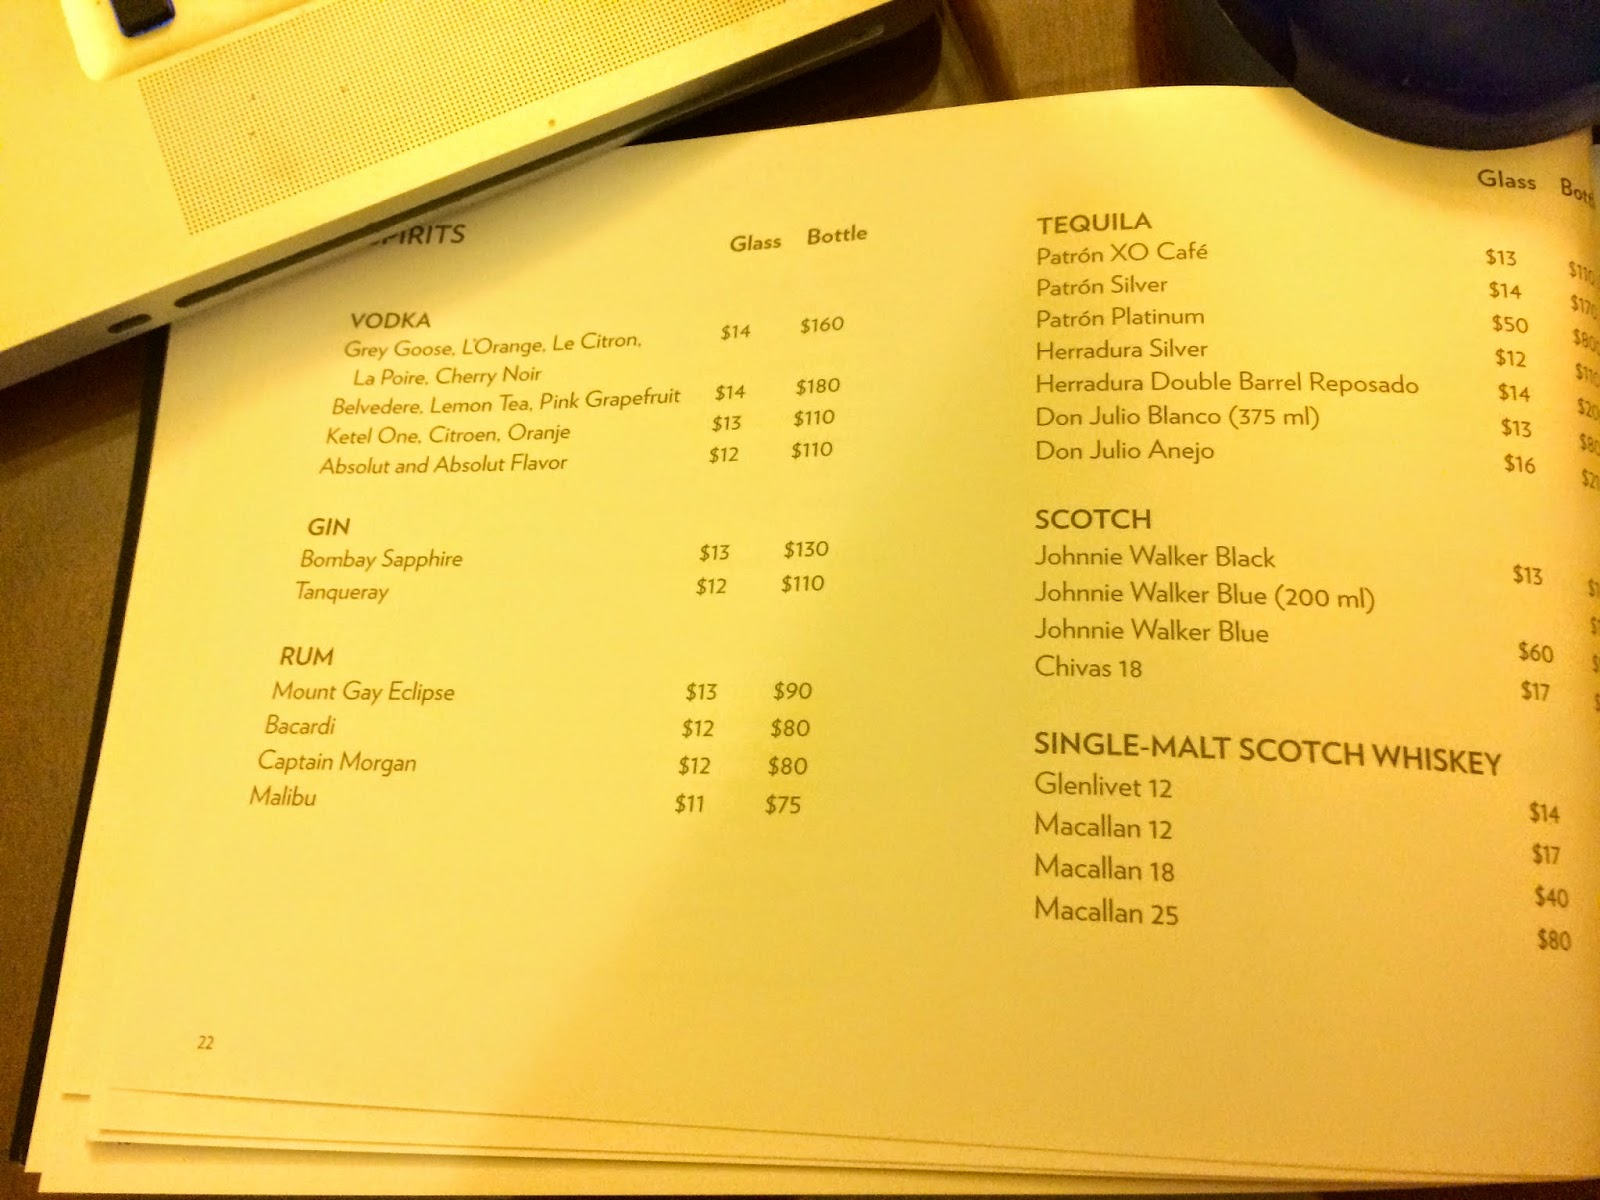 Glass Bottle
VODKA
Grey Goose, L'Orange, Le Citron, $14 $160
La Poire, Cherry Noir
Belvedere, Lemon Tea, Pink Grapefruit $14 $180
Ketel One, Citroen, Oranje $13 $110
Absolut and Absolut Flavor $12 $110
GIN
Bombay Sapphire $13 $130
Tanqueray $12 $110
RUM
Mount Gay Eclipse $13 $90
Bacardi $12 $80
Captain Morgan $12 $80
Malibu $11 $75
22
Glass
TEQUILA
Patrón XO Café $13
Patrón Silver $14
Patrón Platinum $50
Herradura Silver $12
Herradura Double Barrel Reposado $14
Don Julio Blanco (375 ml) $13
Don Julio Anejo $16
SCOTCH
Johnnie Walker Black $13
Johnnie Walker Blue (200 ml)
Johnnie Walker Blue $60
Chivas 18 $17
SINGLE-MALT SCOTCH WHISKEY
Glenlivet 12 $14
Macallan 12 $17
Macallan 18 $40
Macallan 25 $80